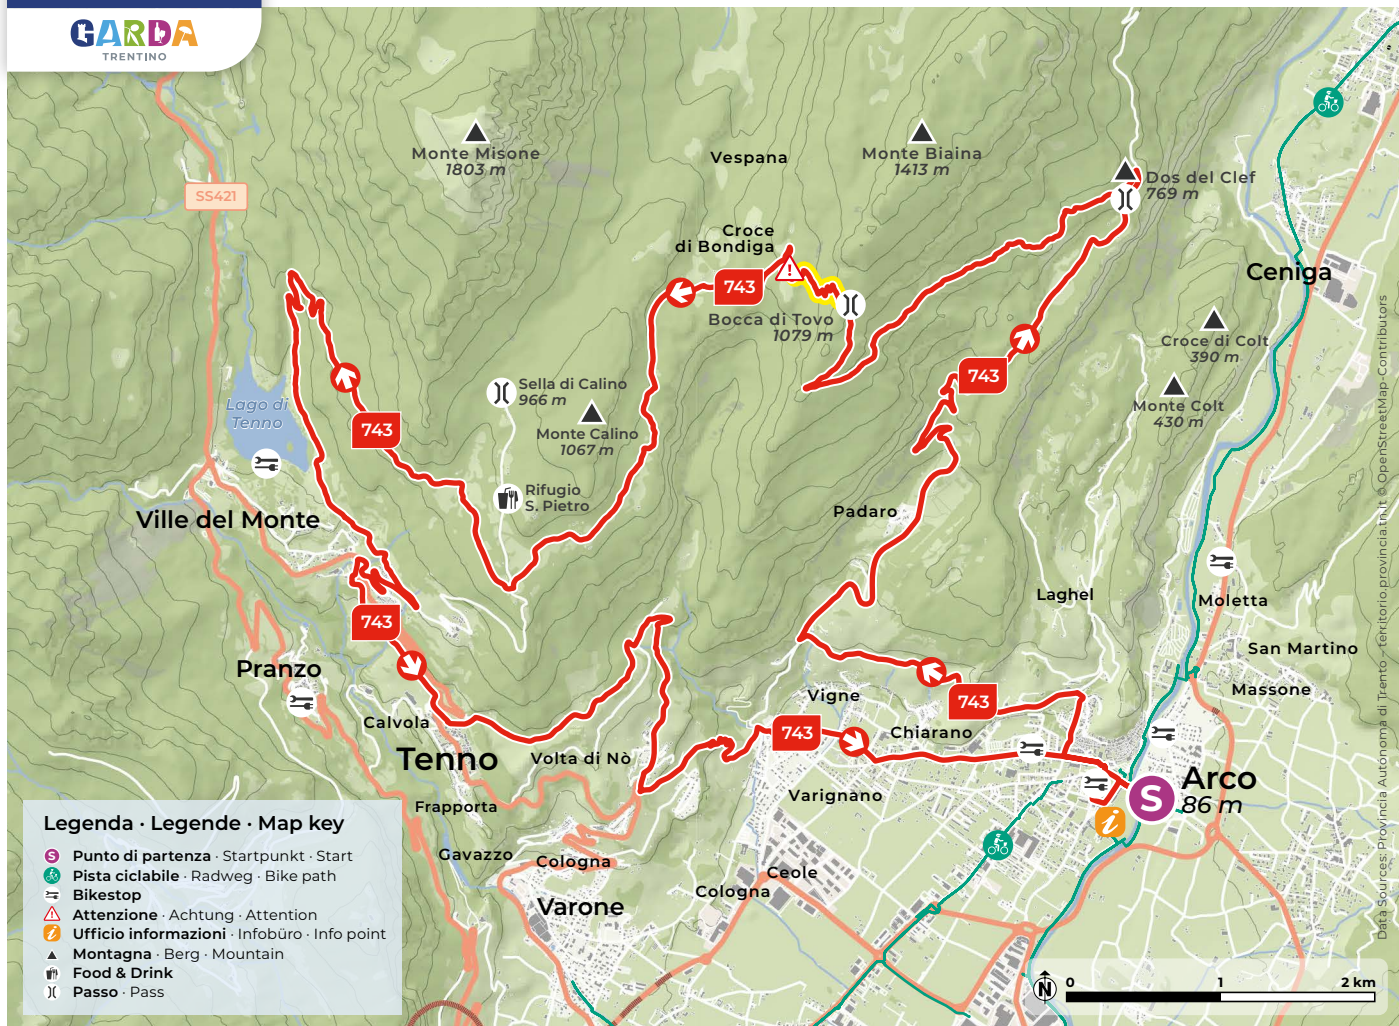 GARDA
TRENTINO
SS421
Monte Misone
1803 m
Vespana
Monte Biaina
1413 m
Dos del Clef
769 m
Croce
di Bondiga
743
Bocca di Tovo
1079 m
Ceniga
Croce di Colt
390 m
Monte Colt
430 m
743
Sella di Calino
966 m
Monte Calino
1067 m
Lago di
Tenno
743
Rifugio
S. Pietro
Ville del Monte
Padaro
Laghel
Moletta
San Martino
Massone
743
Pranzo
Calvola
Tenno
Volta di Nò
Vigne
743
Chiarano
743
Varignano
S
Arco
86 m
i
Frapporta
Gavazzo
Cologna
Varone
Ceole
Cologna
Legenda · Legende · Map key
S Punto di partenza · Startpunkt · Start
Pista ciclabile · Radweg · Bike path
Bikestop
Attenzione · Achtung · Attention
i Ufficio informazioni · Infobüro · Info point
Montagna · Berg · Mountain
Food & Drink
Passo · Pass
N
0 1 2 km
Data Sources: Provincia Autonoma di Trento - territorio.provincia.tn.it © OpenStreetMap-Contributors